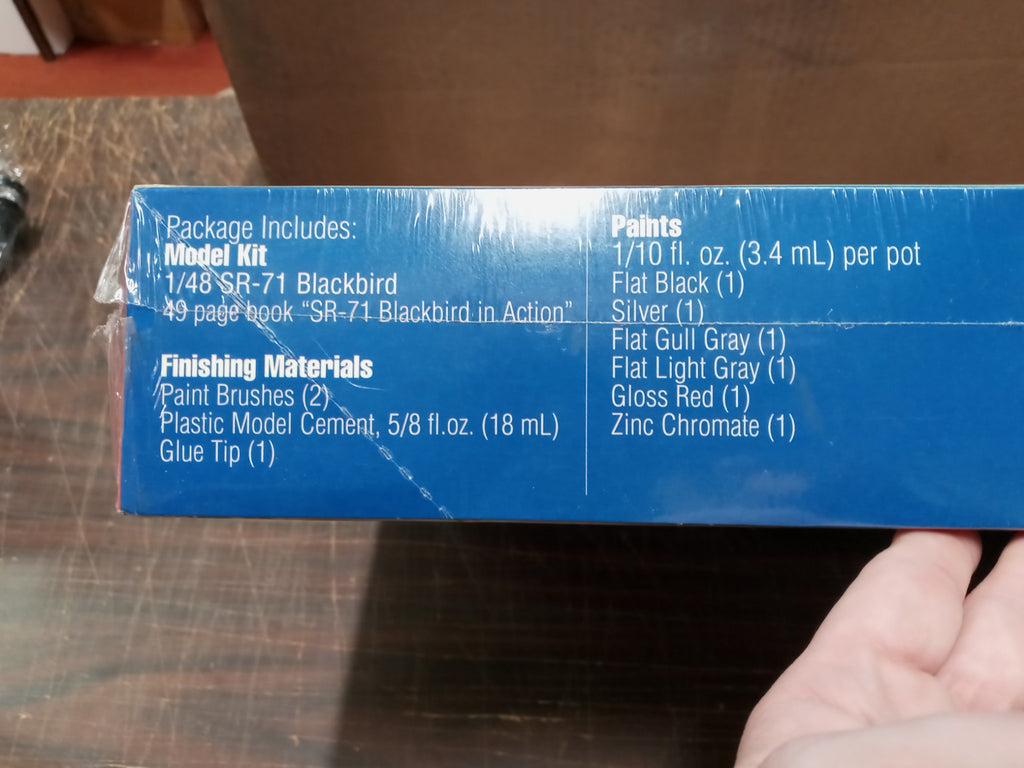 Package Includes:
Model Kit
1/48 SR-71 Blackbird
49 page book "SR-71 Blackbird in Action"
Finishing Materials
Paint Brushes (2)
Plastic Model Cement, 5/8 fl.oz. (18 mL)
Glue Tip (1)
Paints
1/10 fl. oz. (3.4 mL) per pot
Flat Black (1)
Silver (1)
Flat Gull Gray (1)
Flat Light Gray (1)
Gloss Red (1)
Zinc Chromate (1)